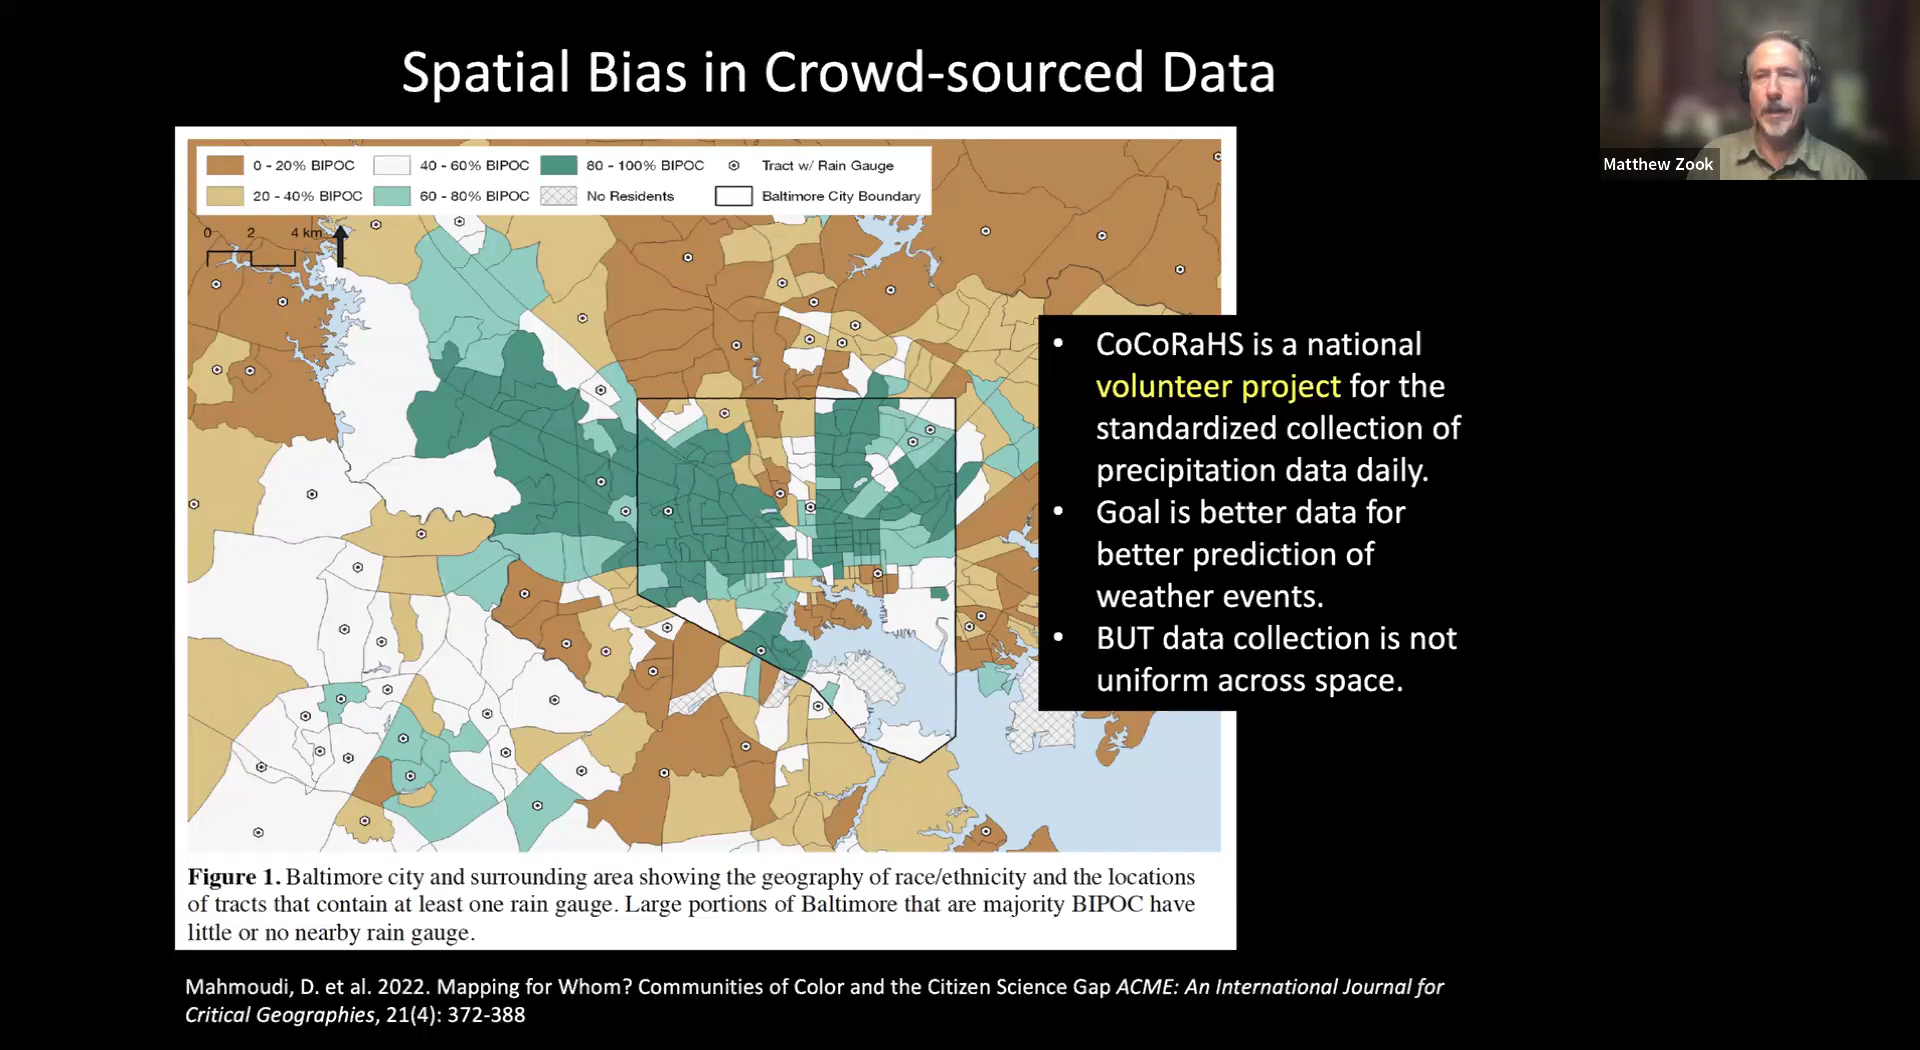 Spatial Bias in Crowd-sourced Data
Matthew Zook
0 - 20% BIPOC
40 - 60% BIPOC
80 - 100% BIPOC
Tract w/ Rain Gauge
20 - 40% BIPOC
60 - 80% BIPOC
No Residents
Baltimore City Boundary
0 2 4 km
• CoCoRaHS is a national
volunteer project for the
standardized collection of
precipitation data daily.
• Goal is better data for
better prediction of
weather events.
• BUT data collection is not
uniform across space.
Figure 1. Baltimore city and surrounding area showing the geography of race/ethnicity and the locations
of tracts that contain at least one rain gauge. Large portions of Baltimore that are majority BIPOC have
little or no nearby rain gauge.
Mahmoudi, D. et al. 2022. Mapping for Whom? Communities of Color and the Citizen Science Gap ACME: An International Journal for
Critical Geographies, 21(4): 372-388